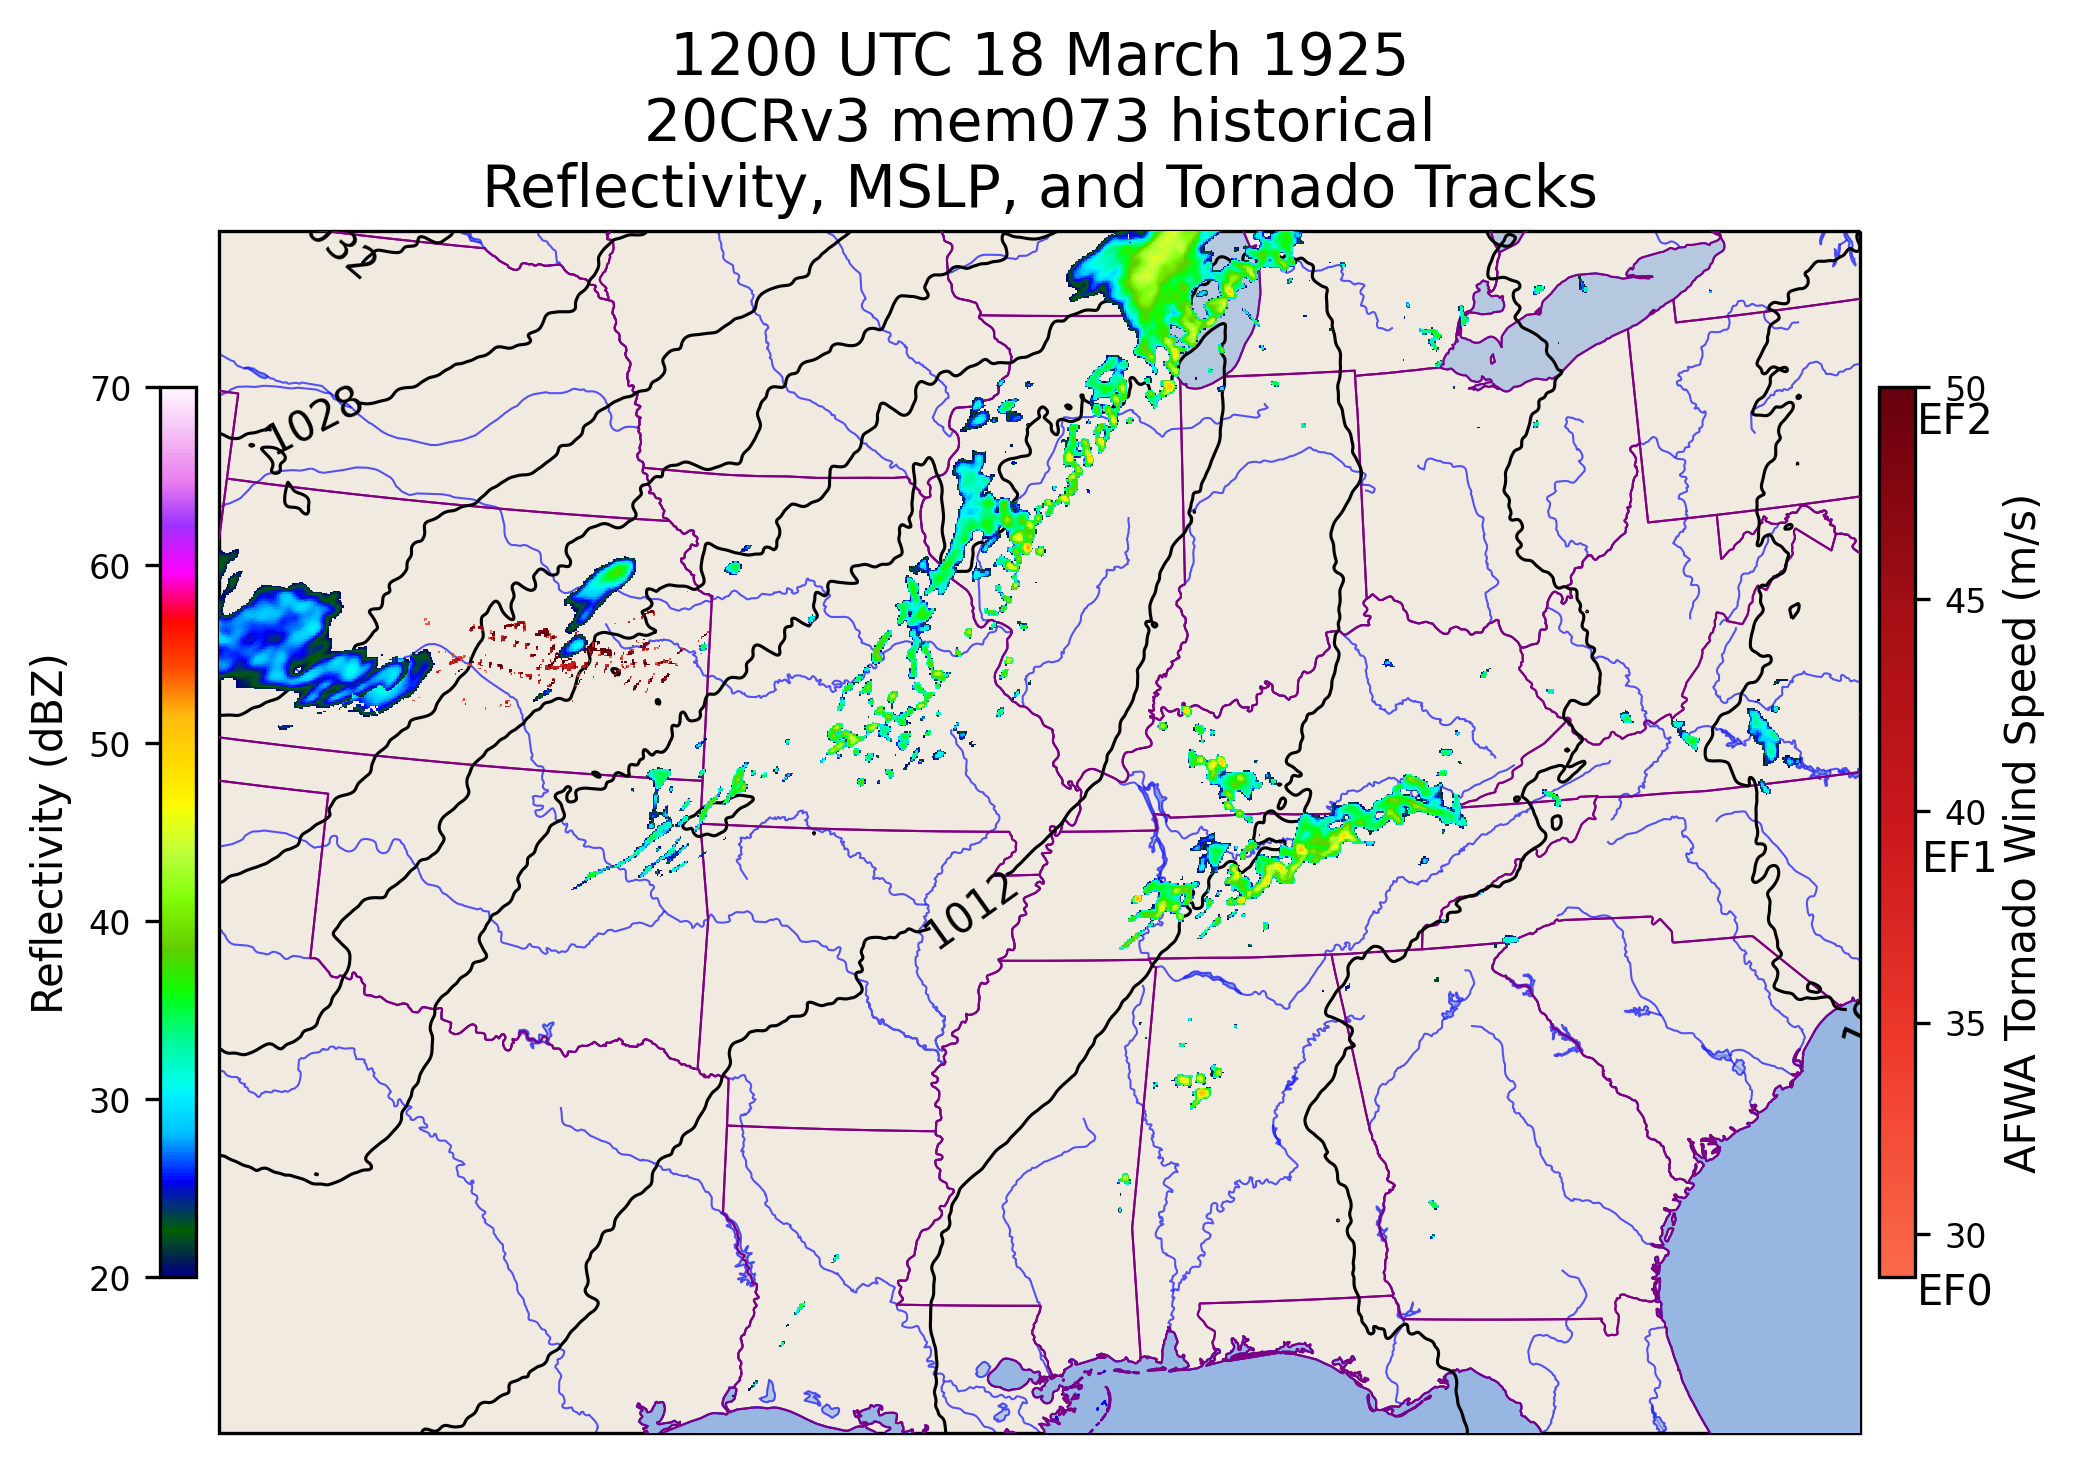 1200 UTC 18 March 1925
20CRv3 mem073 historical
Reflectivity, MSLP, and Tornado Tracks
Reflectivity (dBZ)
70
60
50
40
30
20
032
1028
1012
50
EF2
45
40
EF1
35
30
EF0
AFWA Tornado Wind Speed (m/s)